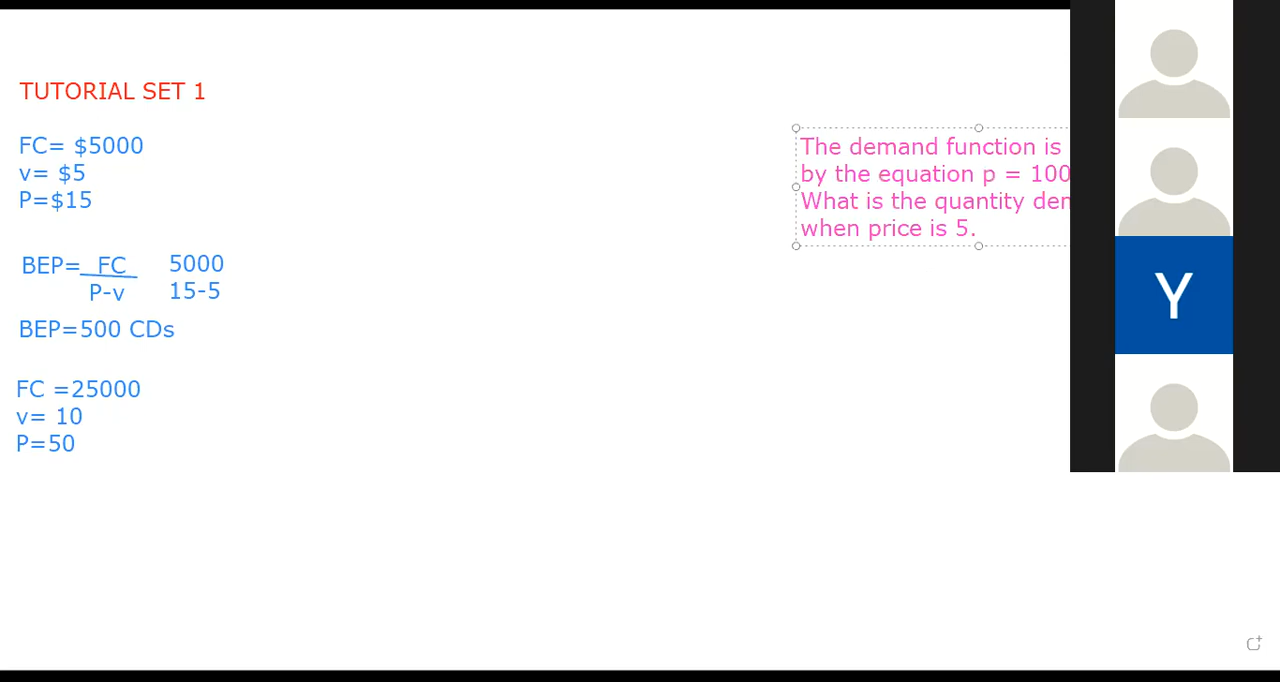 TUTORIAL SET 1
FC= $5000
v= $5
P=$15
BEP= FC 5000
P-v 15-5
BEP=500 CDs
FC =25000
v= 10
P=50
The demand function is
by the equation p = 100
What is the quantity
when price is 5.
Y